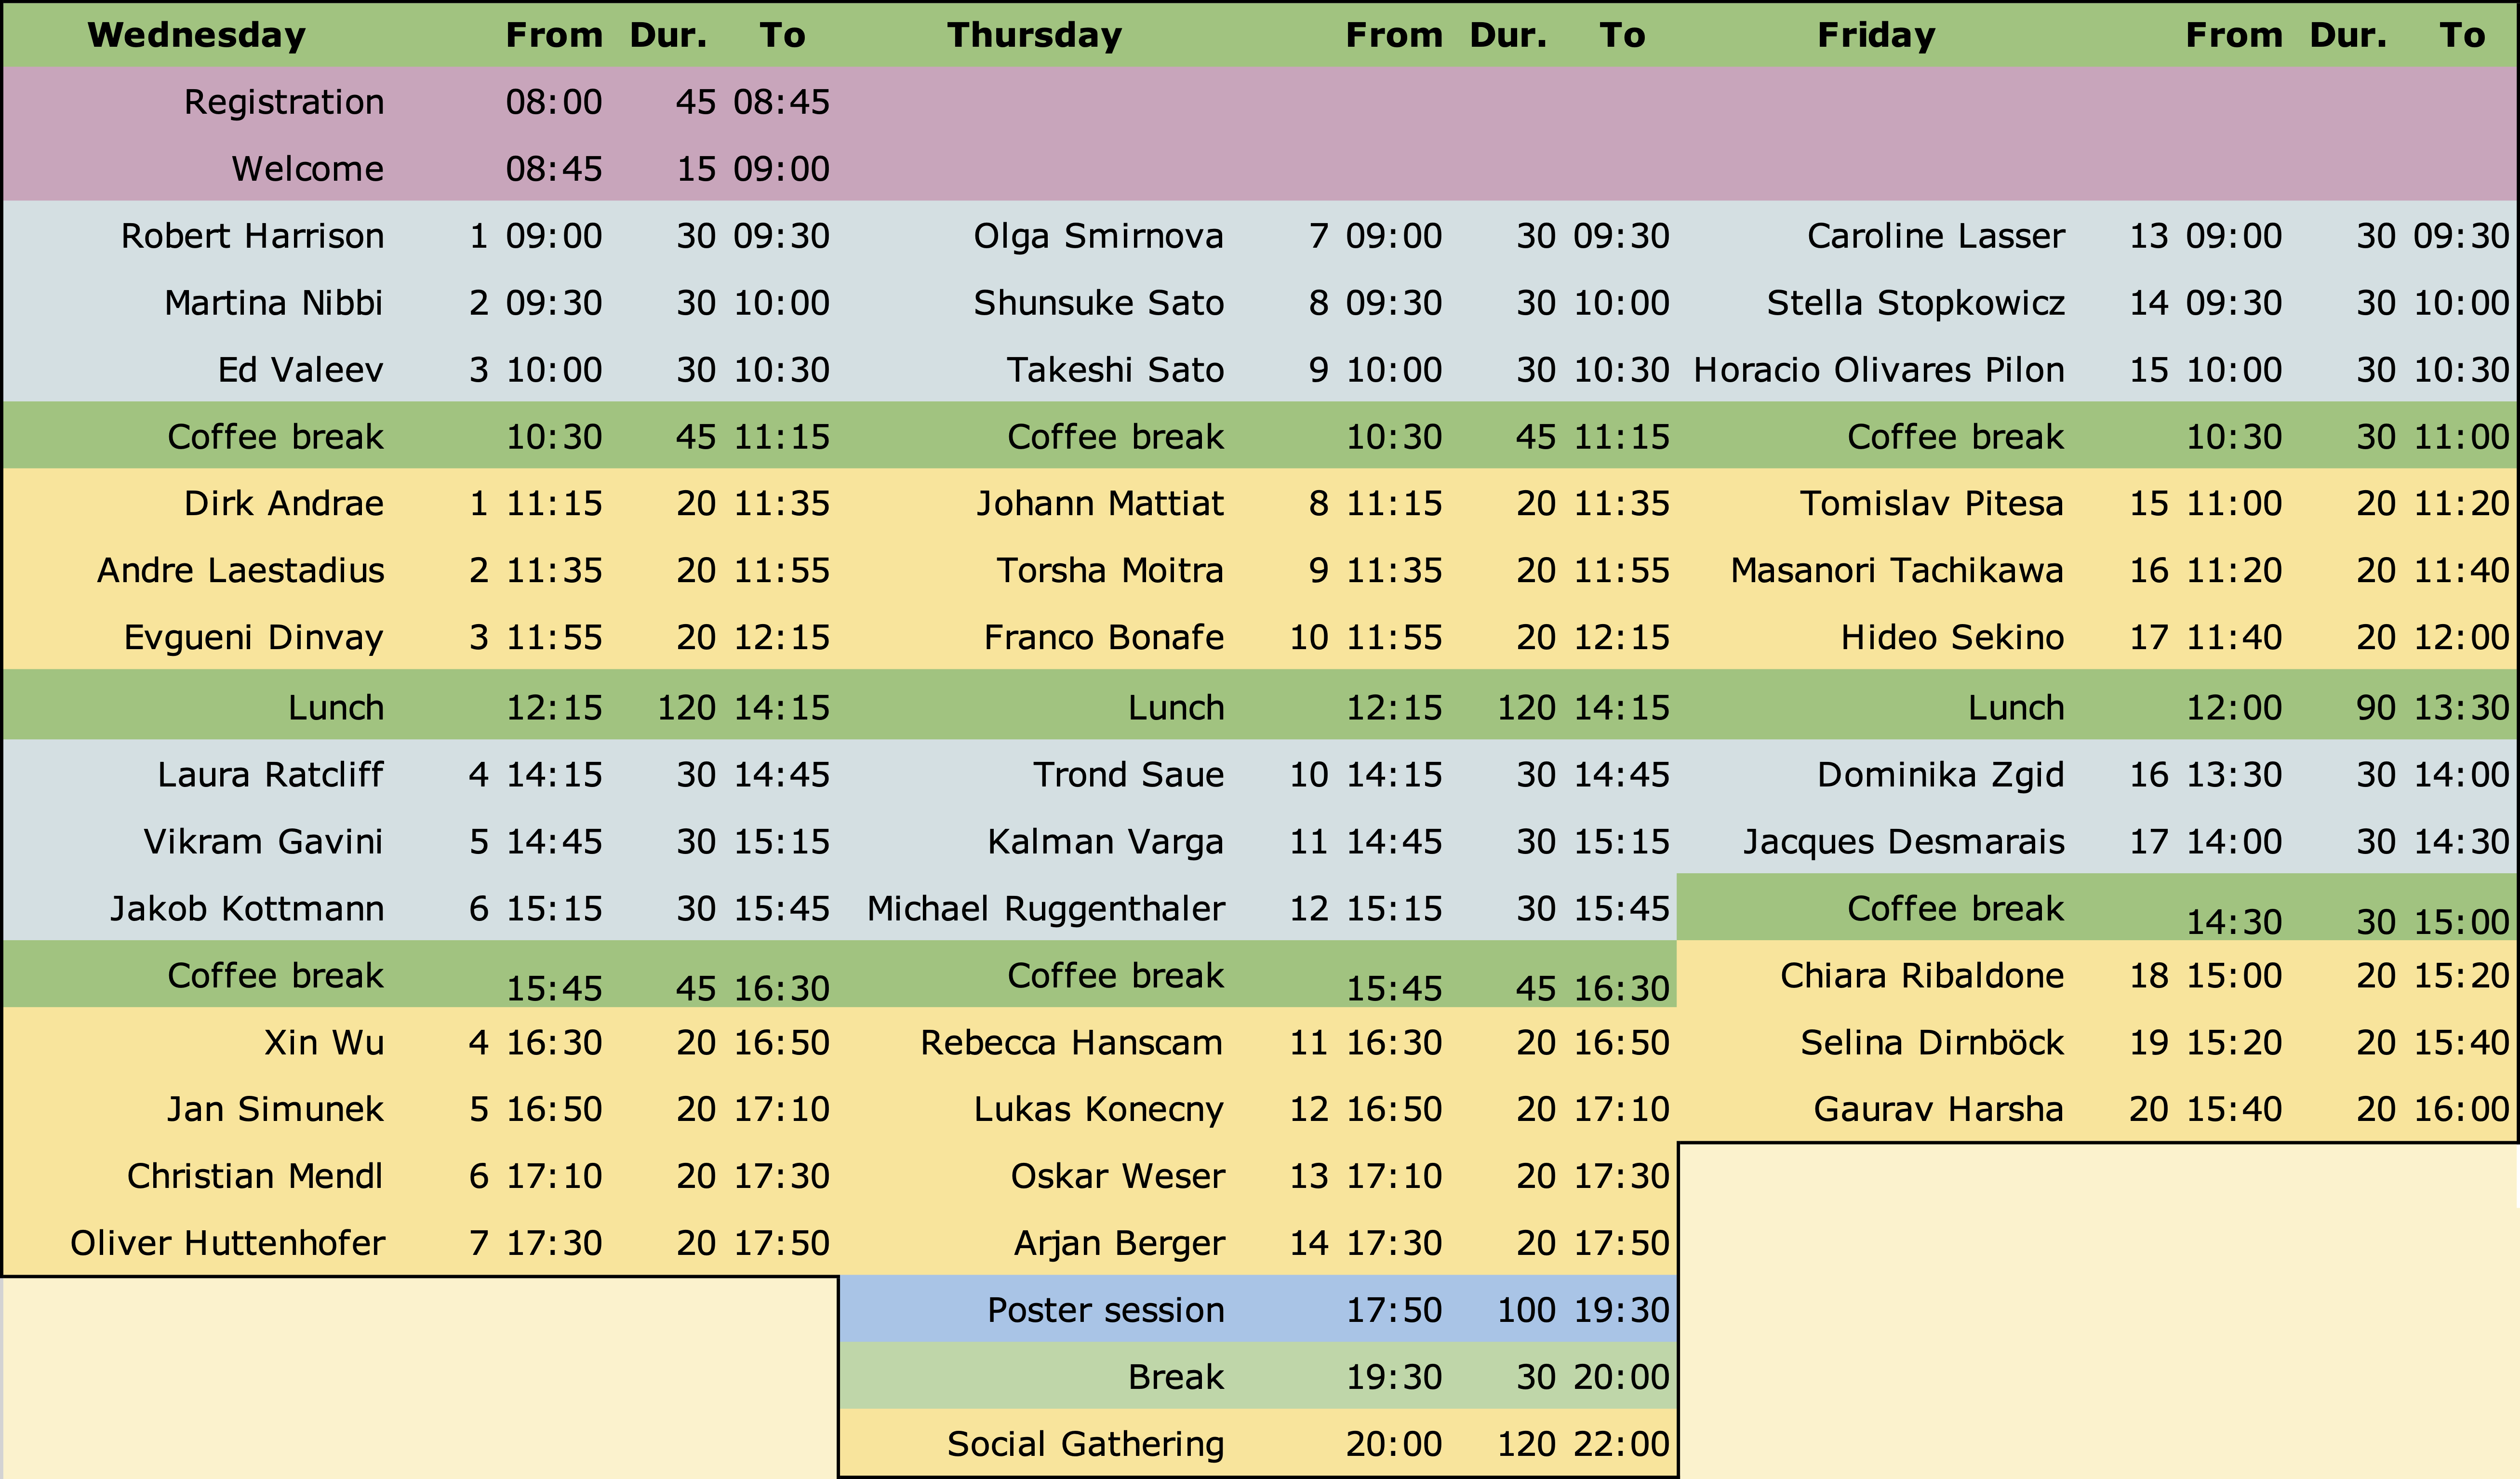 Wednesday From Dur. To Thursday From Dur. To Friday From Dur. To
Registration 08:00 45 08:45
Welcome 08:45 15 09:00
Robert Harrison 1 09:00 30 09:30 Olga Smirnova 7 09:00 30 09:30 Caroline Lasser 13 09:00 30 09:30
Martina Nibbi 2 09:30 30 10:00 Shunsuke Sato 8 09:30 30 10:00 Stella Stopkowicz 14 09:30 30 10:00
Ed Valeev 3 10:00 30 10:30 Takeshi Sato 9 10:00 30 10:30 Horacio Olivares Pilon 15 10:00 30 10:30
Coffee break 10:30 45 11:15 Coffee break 10:30 45 11:15 Coffee break 10:30 30 11:00
Dirk Andrae 1 11:15 20 11:35 Johann Mattiat 8 11:15 20 11:35 Tomislav Pitesa 15 11:00 20 11:20
Andre Laestadius 2 11:35 20 11:55 Torsha Moitra 9 11:35 20 11:55 Masanori Tachikawa 16 11:20 20 11:40
Evgueni Dinvay 3 11:55 20 12:15 Franco Bonafe 10 11:55 20 12:15 Hideo Sekino 17 11:40 20 12:00
Lunch 12:15 120 14:15 Lunch 12:15 120 14:15 Lunch 12:00 90 13:30
Laura Ratcliff 4 14:15 30 14:45 Trond Saue 10 14:15 30 14:45 Dominika Zgid 16 13:30 30 14:00
Vikram Gavini 5 14:45 30 15:15 Kalman Varga 11 14:45 30 15:15 Jacques Desmarais 17 14:00 30 14:30
Jakob Kottmann 6 15:15 30 15:45 Michael Ruggenthaler 12 15:15 30 15:45 Coffee break 14:30 30 15:00
Coffee break 15:45 45 16:30 Coffee break 15:45 45 16:30 Chiara Ribaldone 18 15:00 20 15:20
Xin Wu 4 16:30 20 16:50 Rebecca Hanscam 11 16:30 20 16:50 Selina Dirnböck 19 15:20 20 15:40
Jan Simunek 5 16:50 20 17:10 Lukas Konecny 12 16:50 20 17:10 Gaurav Harsha 20 15:40 20 16:00
Christian Mendl 6 17:10 20 17:30 Oskar Weser 13 17:10 20 17:30
Oliver Huttenhofer 7 17:30 20 17:50 Arjan Berger 14 17:30 20 17:50
Poster session 17:50 100 19:30
Break 19:30 30 20:00
Social Gathering 20:00 120 22:00